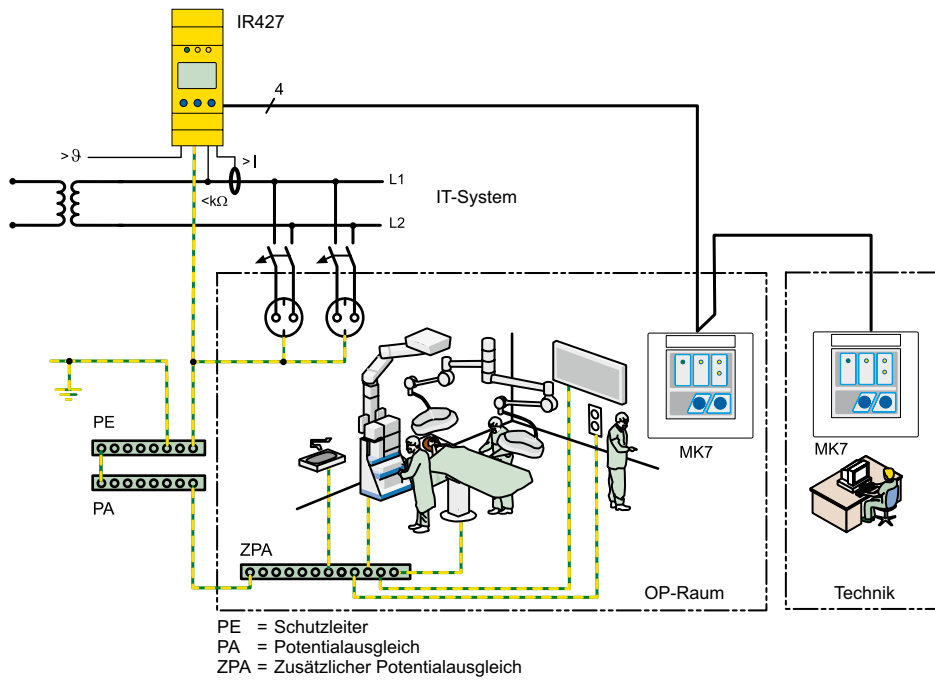 IR427
4
>ϑ
>I
L1
<kΩ
IT-System
L2
PE
PA
MK7
MK7
ZPA
OP-Raum
Technik
PE = Schutzleiter
PA = Potentialausgleich
ZPA = Zusätzlicher Potentialausgleich